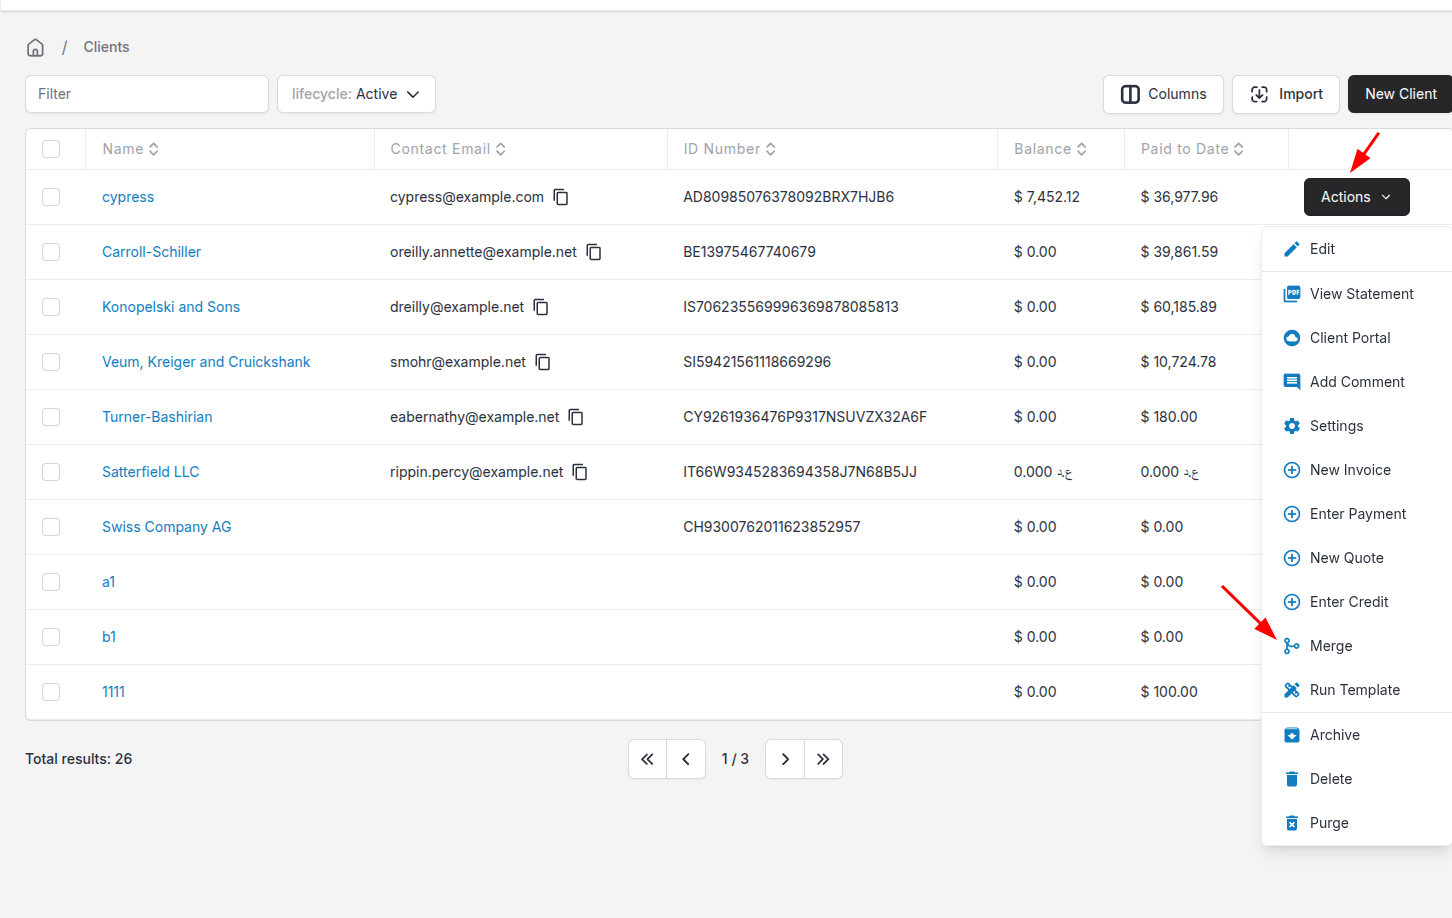 / Clients
Filter
lifecycle: Active
Columns
Import
New Client
Name
Contact Email
ID Number
Balance
Paid to Date
cypress
cypress@example.com
AD80985076378092BRX7HJB6
$ 7,452.12
$ 36,977.96
Actions
Carroll-Schiller
oreilly.annette@example.net
BE13975467740679
$ 0.00
$ 39,861.59
Konopelski and Sons
dreilly@example.net
IS706235569996369878085813
$ 0.00
$ 60,185.89
Veum, Kreiger and Cruickshank
smohr@example.net
SI59421561118669296
$ 0.00
$ 10,724.78
Turner-Bashirian
eabernathy@example.net
CY9261936476P9317NSUVZX32A6F
$ 0.00
$ 180.00
Satterfield LLC
rippin.percy@example.net
IT66W9345283694358J7N68B5JJ
0.000 ع.د
0.000 ع.د
Swiss Company AG
CH9300762011623852957
$ 0.00
$ 0.00
a1
$ 0.00
$ 0.00
b1
$ 0.00
$ 0.00
1111
$ 0.00
$ 100.00
Edit
PDF
View Statement
Client Portal
Add Comment
Settings
New Invoice
Enter Payment
New Quote
Enter Credit
Merge
Run Template
Archive
Delete
Purge
Total results: 26
1 / 3